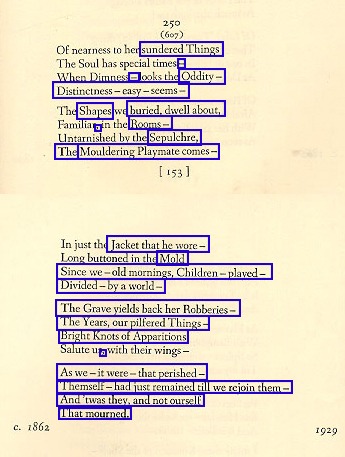 250
(607)
Of nearness to her sundered Things
The Soul has special times –
When Dimness – looks the Oddity –
Distinctness – easy – seems –
The Shapes we buried, dwell about,
Familiar, in the Rooms –
Untarnished by the Sepulchre,
The Mouldering Playmate comes –
[ 153 ]
In just the Jacket that he wore –
Long buttoned in the Mold
Since we – old mornings, Children – played –
Divided – by a world –
The Grave yields back her Robberies –
The Years, our pilfered Things –
Bright Knots of Apparitions
Salute us, with their wings –
As we – it were – that perished –
Themself – had just remained till we rejoin them –
And 'twas they, and not ourself
That mourned.
c. 1862
1929